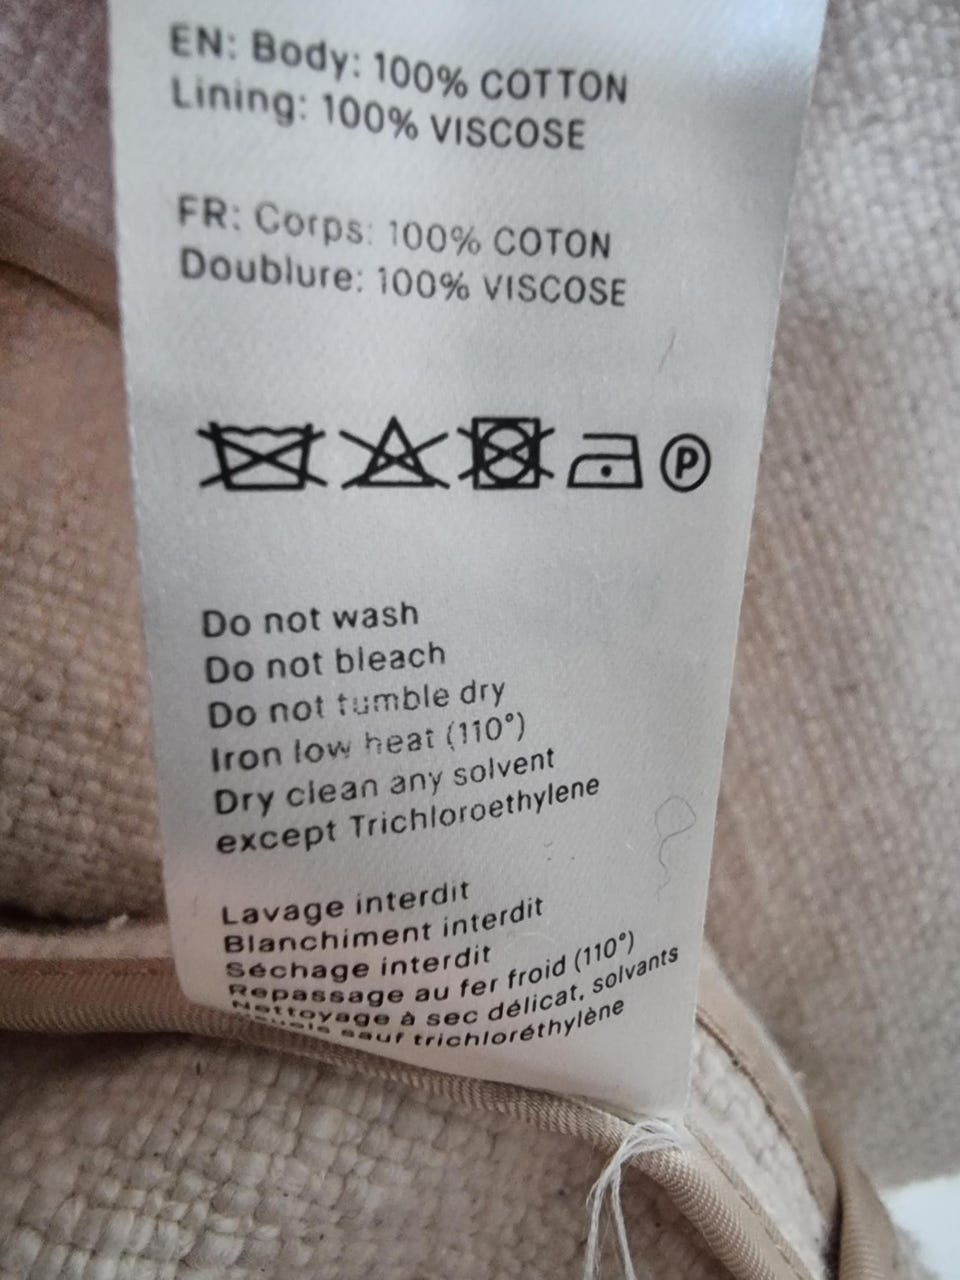 EN: Body: 100% COTTON
Lining: 100% VISCOSE
FR: Corps: 100% COTON
Doublure: 100% VISCOSE
P
Do not wash
Do not bleach
Do not tumble dry
Iron low heat (110°)
Dry clean any solvent
except Trichloroethylene
Lavage interdit
Blanchiment interdit
Séchage interdit
Repassage au fer froid (110°)
Nettoyage à sec délicat, solvants
sauf trichloréthylène